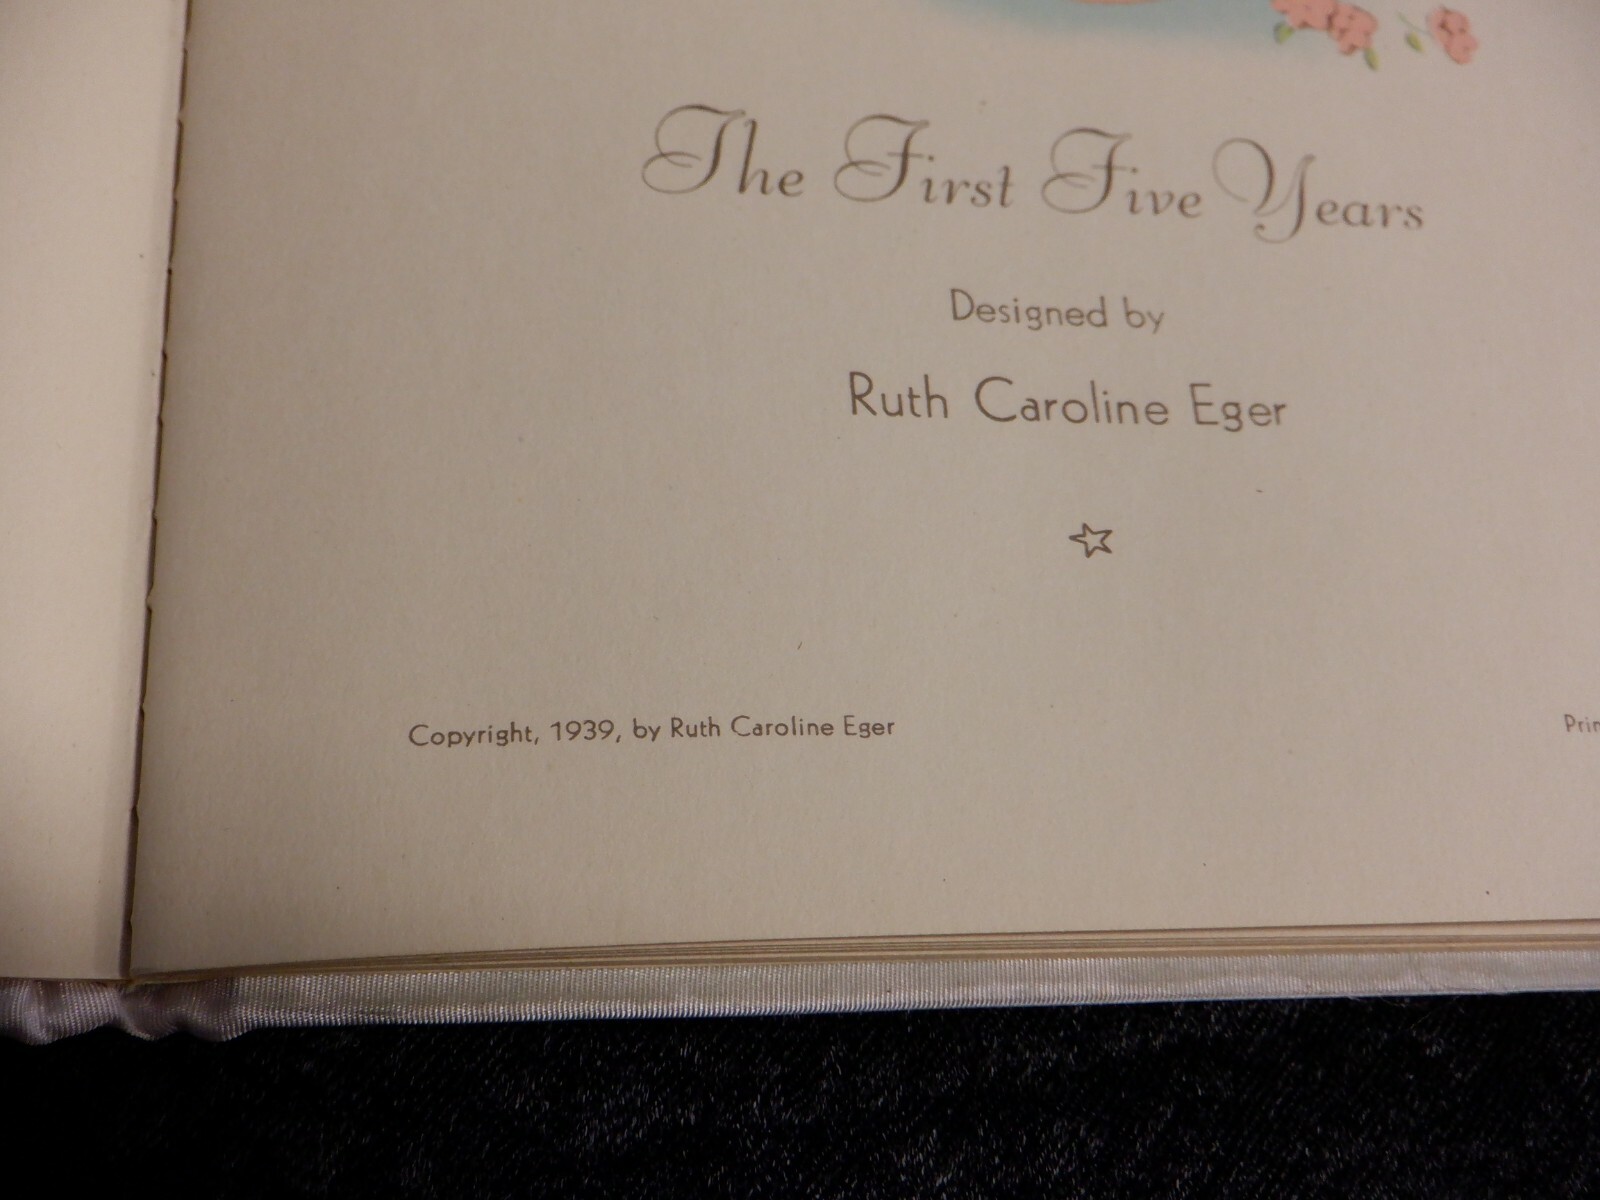 The First Five Years
Designed by
Ruth Caroline Eger
Copyright, 1939, by Ruth Caroline Eger